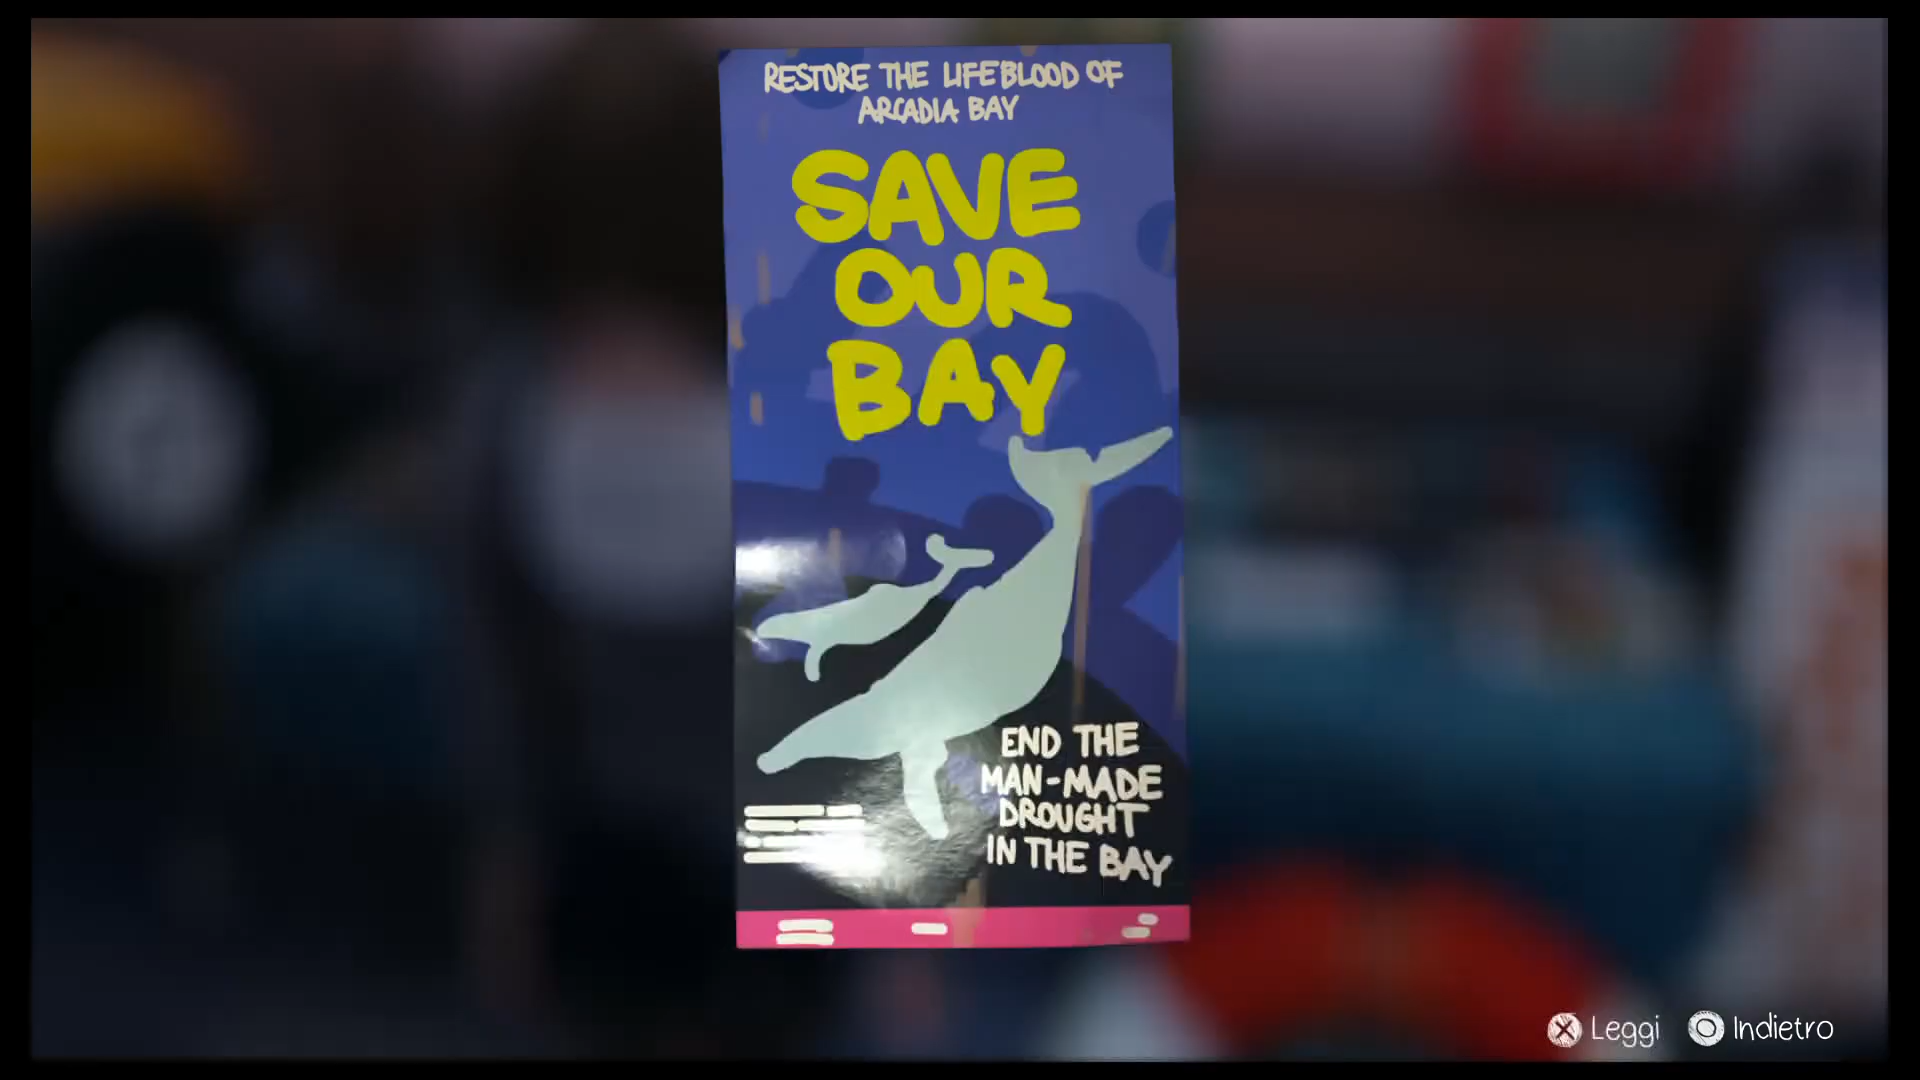 RESTORE THE LIFEBLOOD OF
ARCADIA BAY
SAVE
OUR
BAY
END THE
MAN-MADE
DROUGHT
IN THE BAY
Leggi Indietro